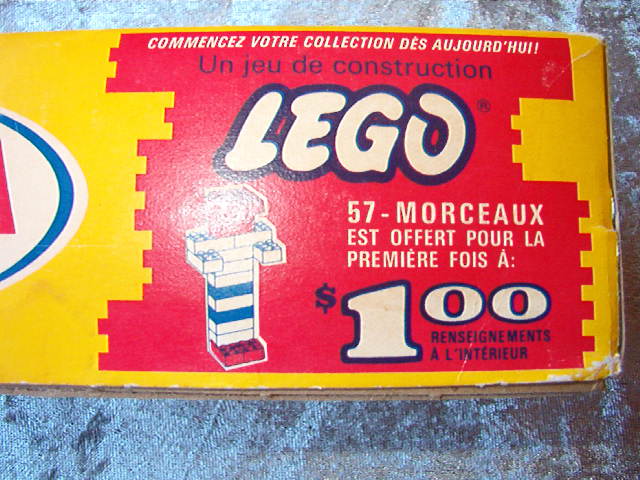 COMMENCEZ VOTRE COLLECTION DÈS AUJOURD'HUI!
Un jeu de construction
LEGO®
57-MORCEAUX
EST OFFERT POUR LA
PREMIÈRE FOIS À:
$1.00
RENSEIGNEMENTS
À L'INTÉRIEUR